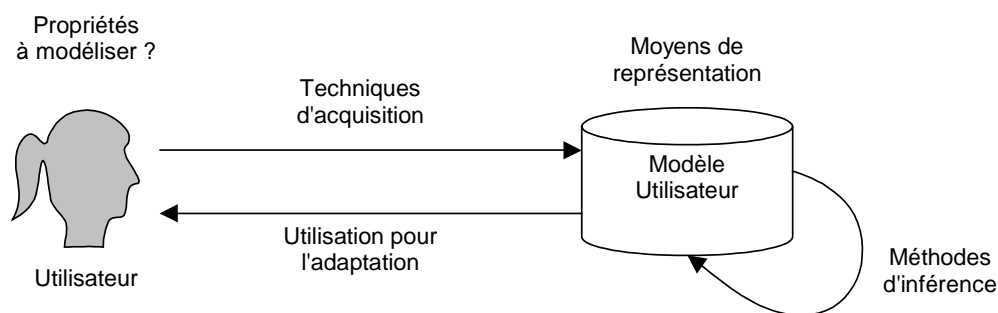 Propriétés
à modéliser ?
Moyens de
représentation
Techniques
d'acquisition
Modèle
Utilisateur
Utilisation pour
l'adaptation
Utilisateur
Méthodes
d'inférence